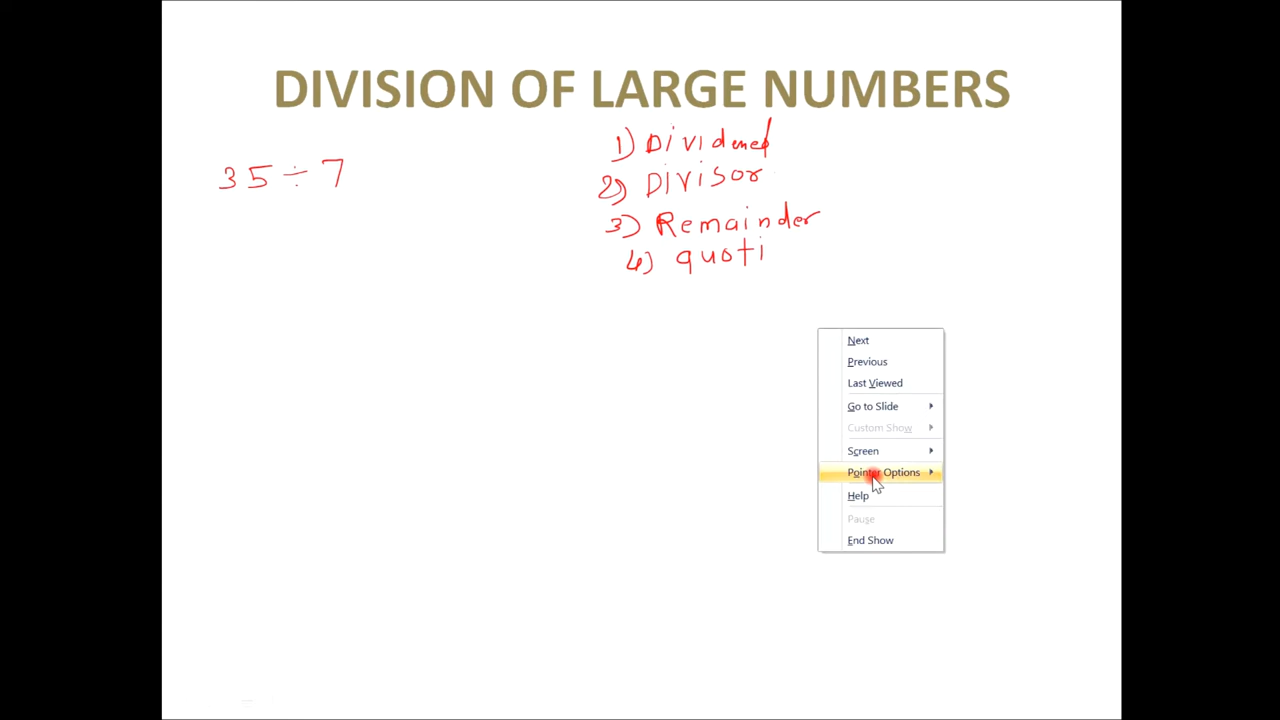 DIVISION OF LARGE NUMBERS
35÷7
1) Dividend
2) Divisor
3) Remainder
4) quoti
Next
Previous
Last Viewed
Go to Slide
Custom Show
Screen
Pointer Options
Help
Pause
End Show